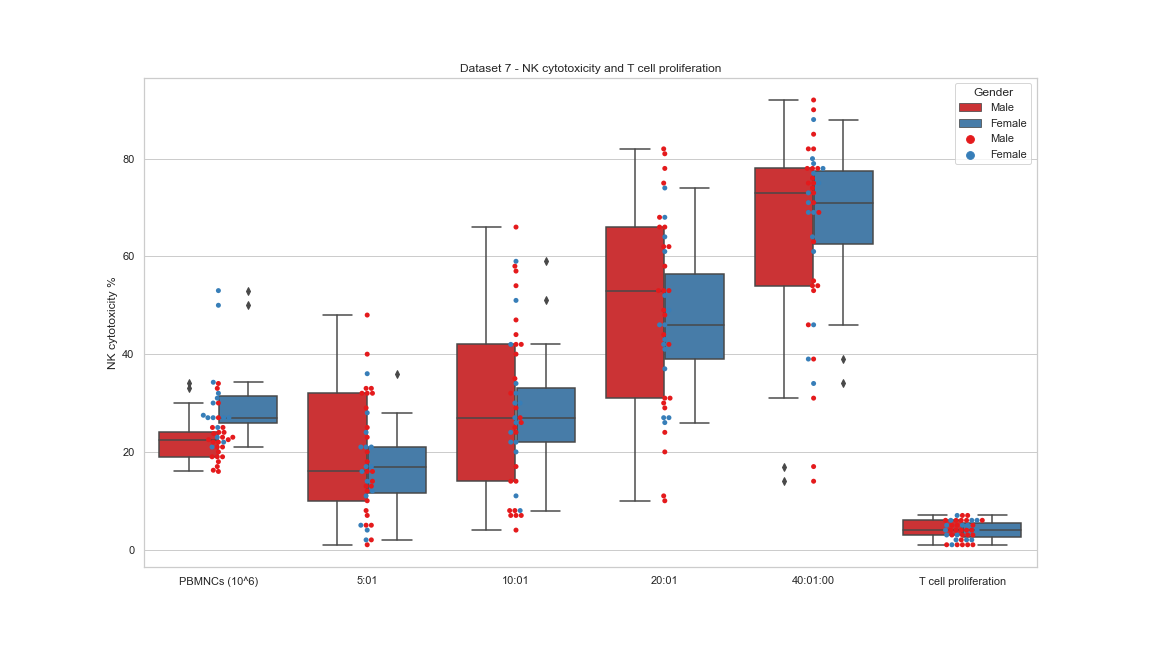 Dataset 7 - NK cytotoxicity and T cell proliferation
Gender
Male
Female
Male
Female
NK cytotoxicity %
80
60
40
20
0
PBMNCs (10^6) 5:01 10:01 20:01 40:01:00 T cell proliferation